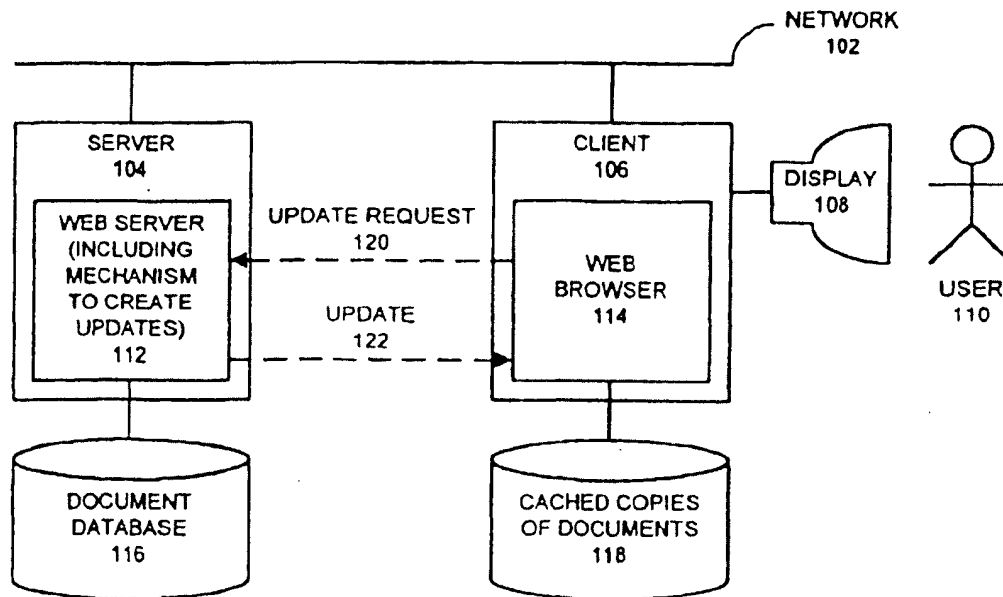 NETWORK
102
SERVER
104
CLIENT
106
DISPLAY
108
WEB SERVER
(INCLUDING
MECHANISM
TO CREATE
UPDATES)
112
UPDATE REQUEST
120
UPDATE
122
WEB
BROWSER
114
USER
110
DOCUMENT
DATABASE
116
CACHED COPIES
OF DOCUMENTS
118